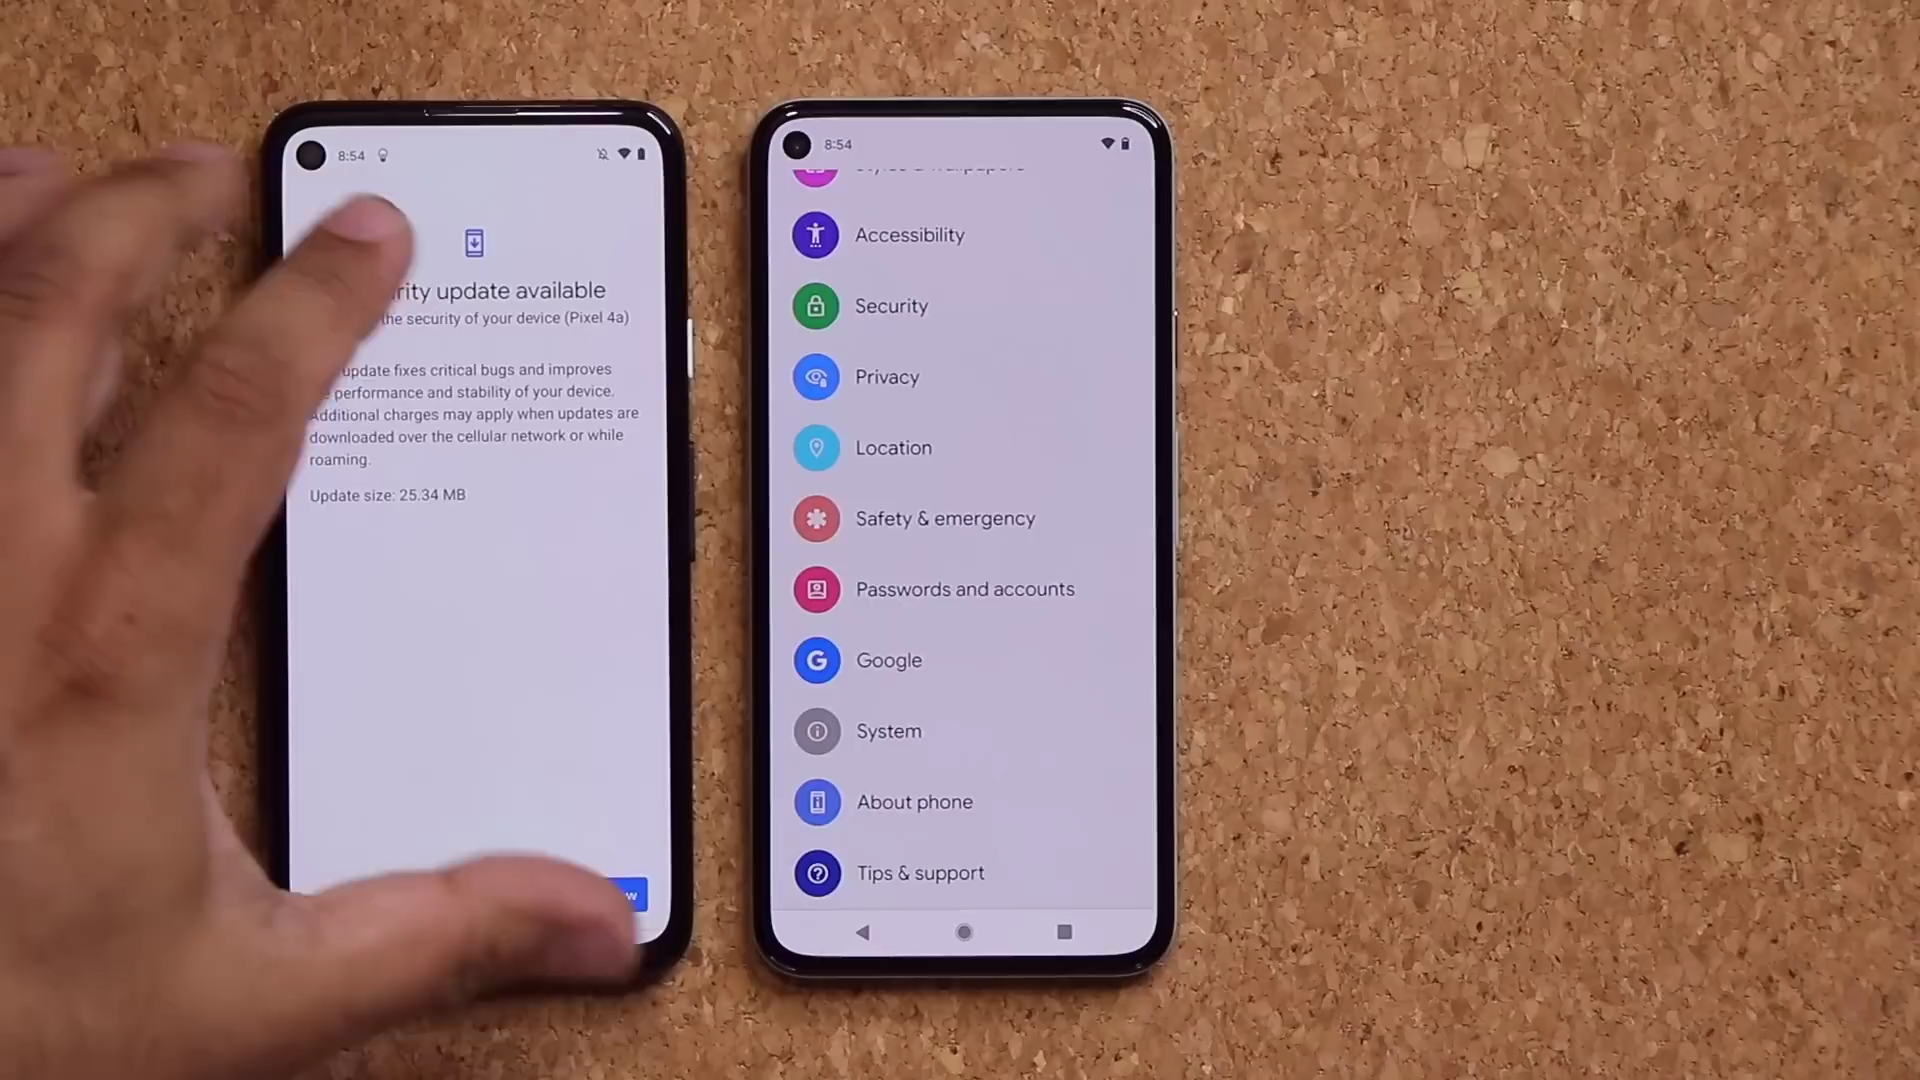 8:54
update available
the security of your device (Pixel 4a)
update fixes critical bugs and improves
performance and stability of your device.
Additional charges may apply when updates are
downloaded over the cellular network or while
roaming.
Update size: 25.34 MB
8:54
Accessibility
Security
Privacy
Location
Safety & emergency
Passwords and accounts
Google
System
About phone
Tips & support